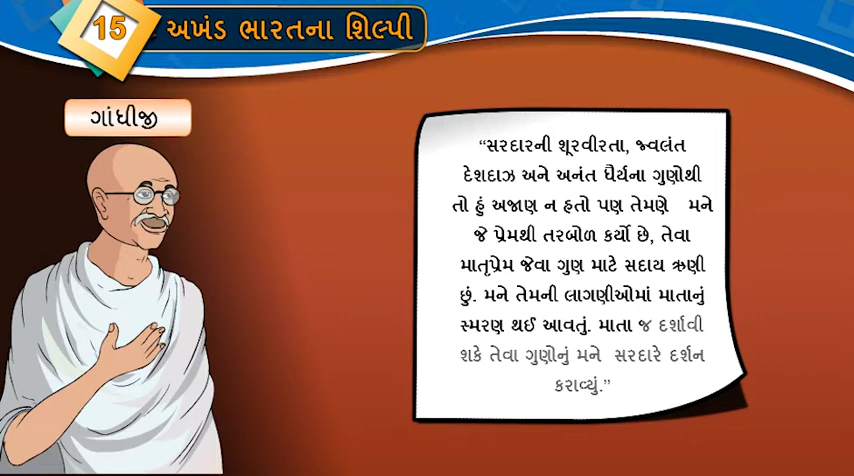 15 અખંડ ભારતના શિલ્પી
ગાંધીજી
“સરદારની શૂરવીરતા, જ્વલંત
દેશદાઝ અને અનંત ધૈર્યના ગુણોથી
તો હું અજાણ ન હતો પણ તેમણે મને
જે પ્રેમથી તરબોળ કર્યો છે, તેવા
માતૃપ્રેમ જેવા ગુણ માટે સદાય ઋણી
છું. મને તેમની લાગણીઓમાં માતાનું
સ્મરણ થઈ આવતું. માતા જ દર્શાવી
શકે તેવા ગુણોનું મને સરદારે દર્શન
કરાવ્યું.”